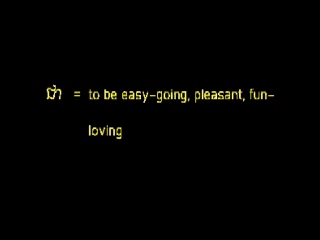 = to be easy-going, pleasant, fun-
loving